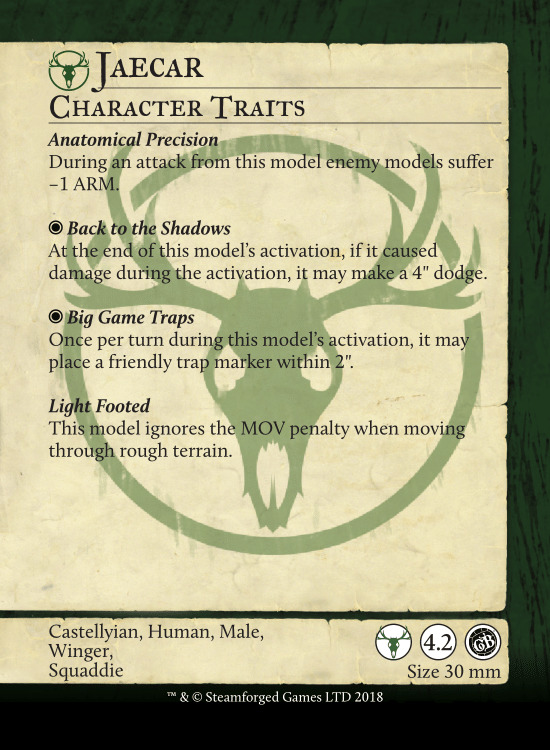 Jaecar
Character Traits
Anatomical Precision
During an attack from this model enemy models suffer
−1 ARM.
Back to the Shadows
At the end of this model's activation, if it caused
damage during the activation, it may make a 4" dodge.
Big Game Traps
Once per turn during this model's activation, it may
place a friendly trap marker within 2".
Light Footed
This model ignores the MOV penalty when moving
through rough terrain.
Castellyian, Human, Male,
Winger,
Squaddie
4.2
Size 30 mm
™ & © Steamforged Games LTD 2018